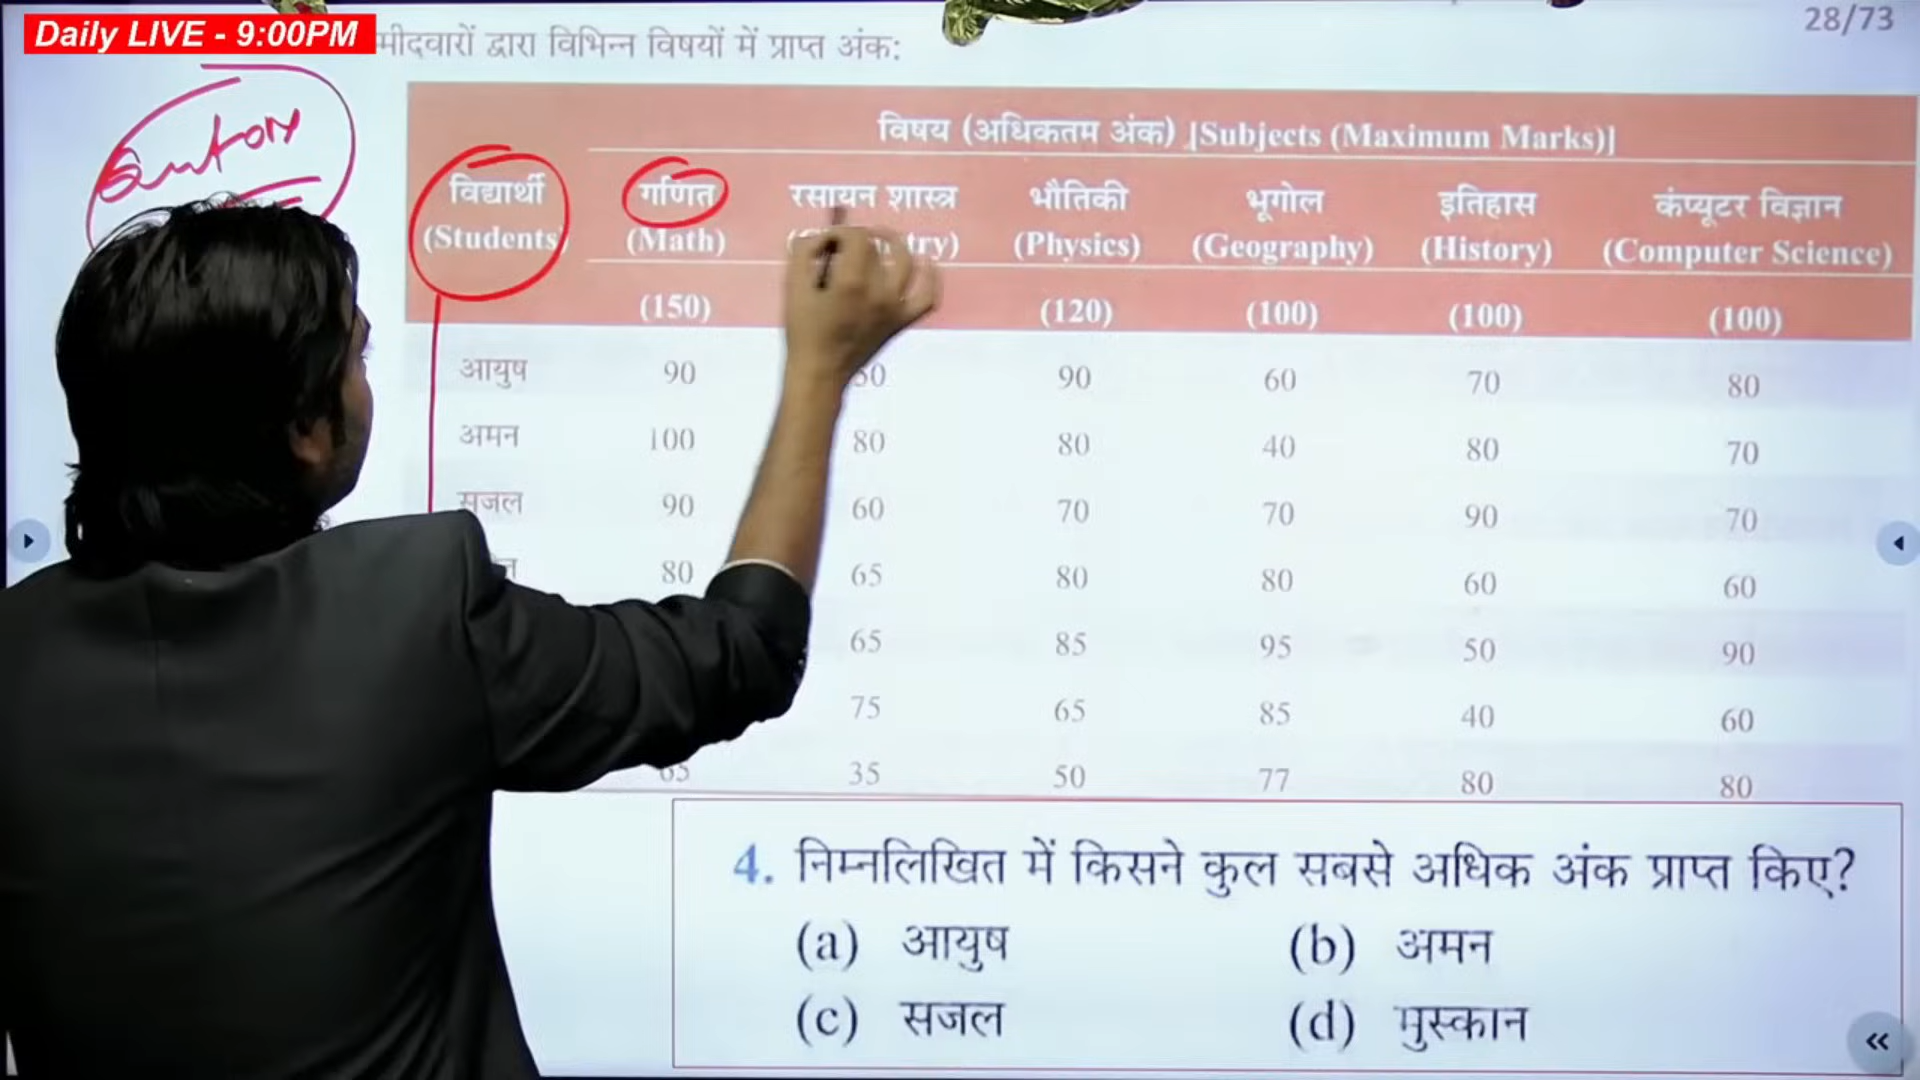 Daily LIVE - 9:00PM
मीदवारों द्वारा विभिन्न विषयों में प्राप्त अंक:
28/73
विषय (अधिकतम अंक) [Subjects (Maximum Marks)]
विद्यार्थी गणित रसायन शास्त्र भौतिकी भूगोल इतिहास कंप्यूटर विज्ञान
(Students) (Math) (Physics) (Geography) (History) (Computer Science)
(150) (120) (100) (100) (100)
आयुष 90 90 60 70 80
अमन 100 80 80 40 80 70
सजल 90 60 70 70 90 70
80 65 80 80 60 60
65 85 95 50 90
75 65 85 40 60
65 35 50 77 80 80
4. निम्नलिखित में किसने कुल सबसे अधिक अंक प्राप्त किए?
(a) आयुष (b) अमन
(c) सजल (d) मुस्कान